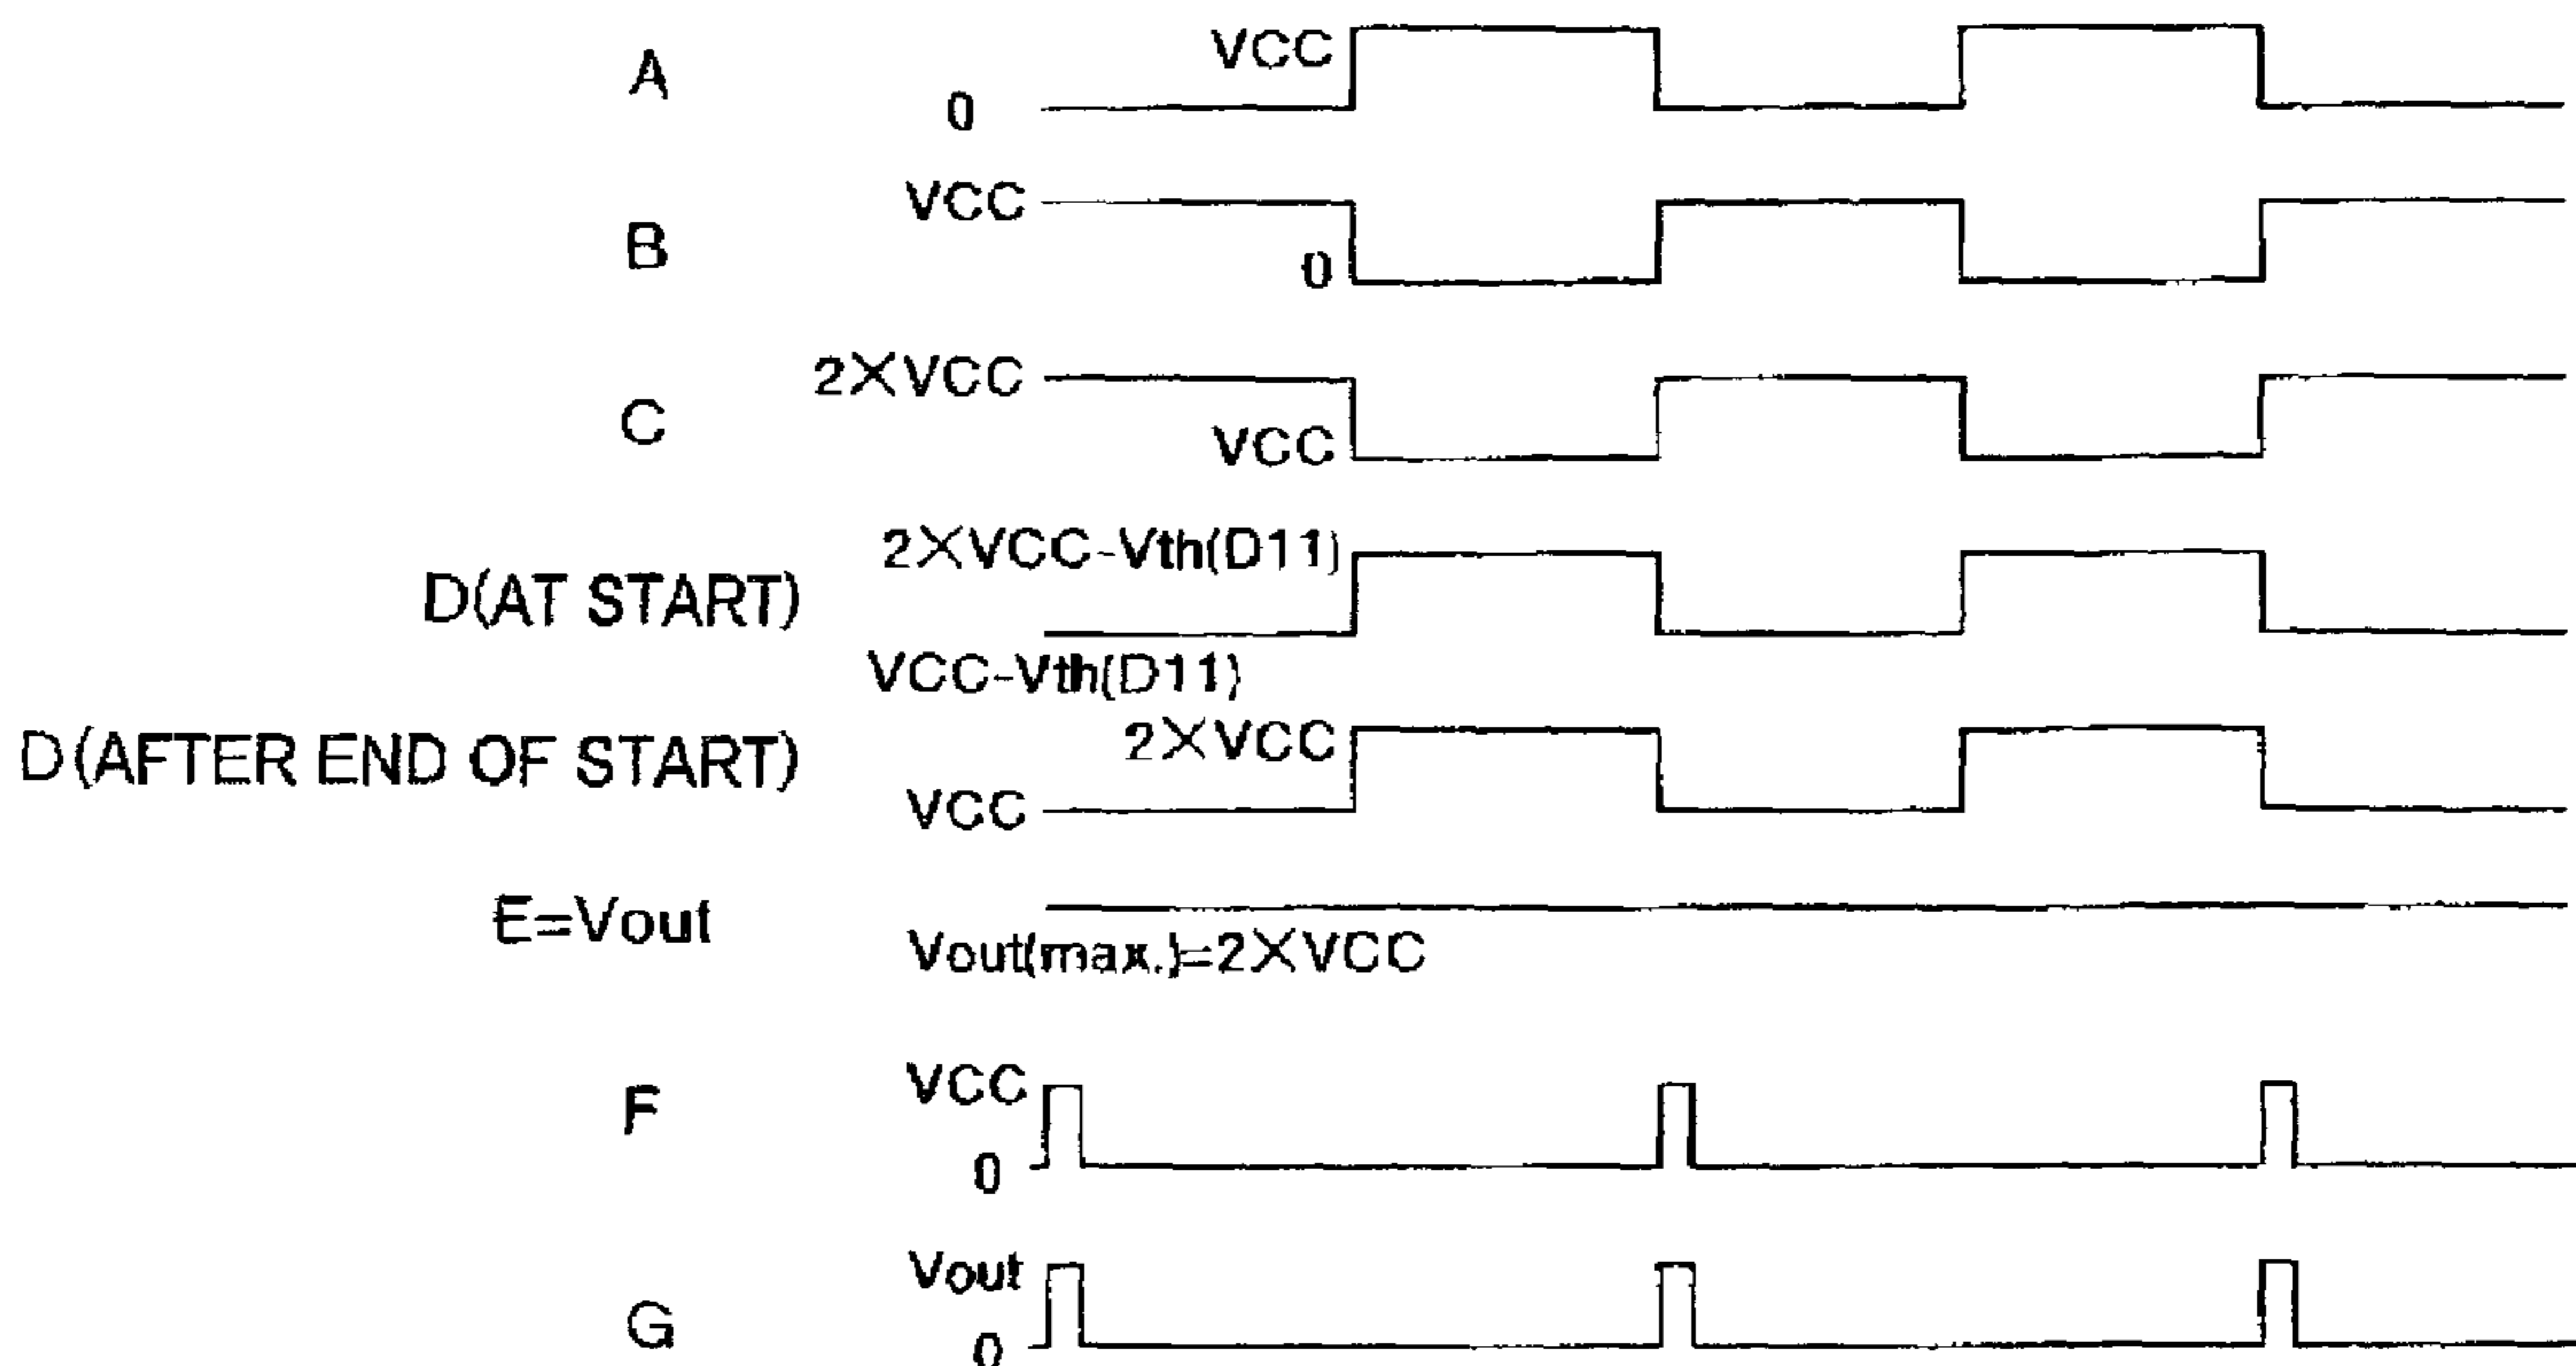 A
VCC
0
B
VCC
0
C
2×VCC
VCC
D(AT START)
2×VCC-Vth(D11)
VCC-Vth(D11)
D(AFTER END OF START)
2×VCC
VCC
E=Vout
Vout(max.)=2×VCC
F
VCC
0
G
Vout
0